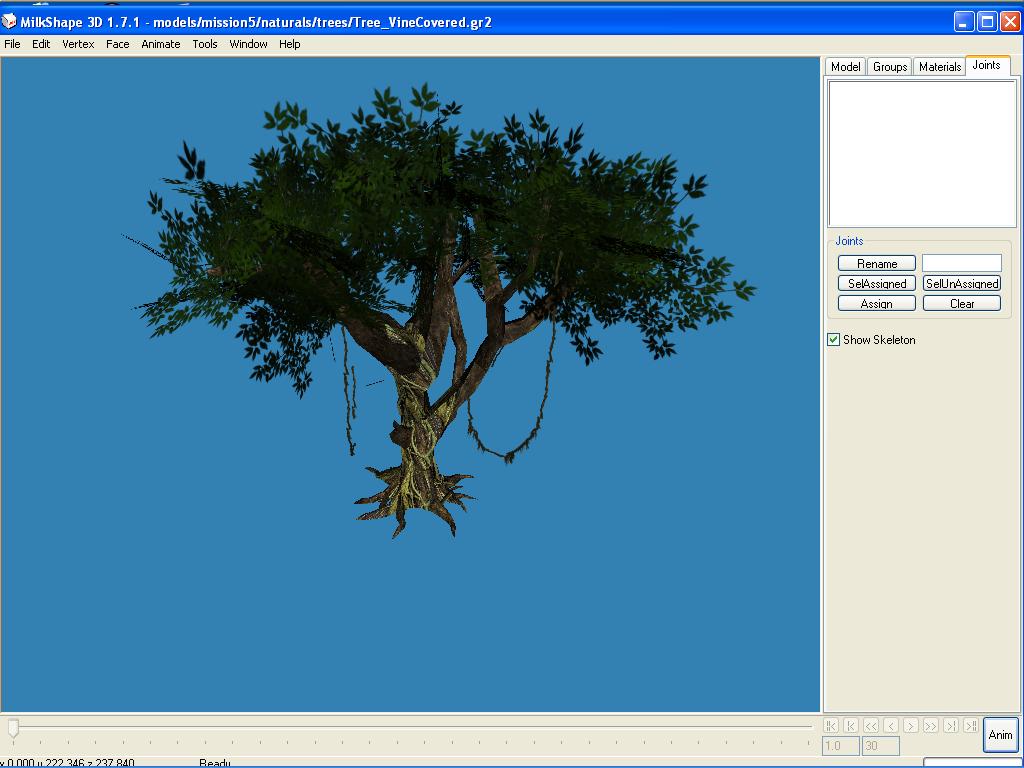 MilkShape 3D 1.7.1 - models/mission5/naturals/trees/Tree_VineCovered.gr2
File Edit Vertex Face Animate Tools Window Help
Model Groups Materials Joints
Joints
Rename
SelAssigned SelUnAssigned
Assign Clear
Show Skeleton
1.0 30 Anim
x 0.000 y 222.346 z 237.840 Ready